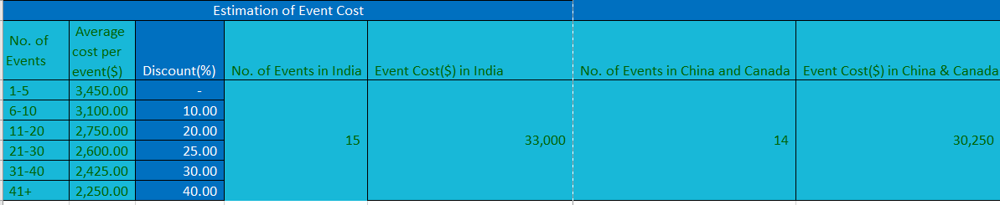 Estimation of Event Cost
No. of Events Average cost per event($) Discount(%) No. of Events in India Event Cost($) in India No. of Events in China and Canada Event Cost($) in China & Canada
1-5 3,450.00 -
6-10 3,100.00 10.00
11-20 2,750.00 20.00
15 33,000 14 30,250
21-30 2,600.00 25.00
31-40 2,425.00 30.00
41+ 2,250.00 40.00